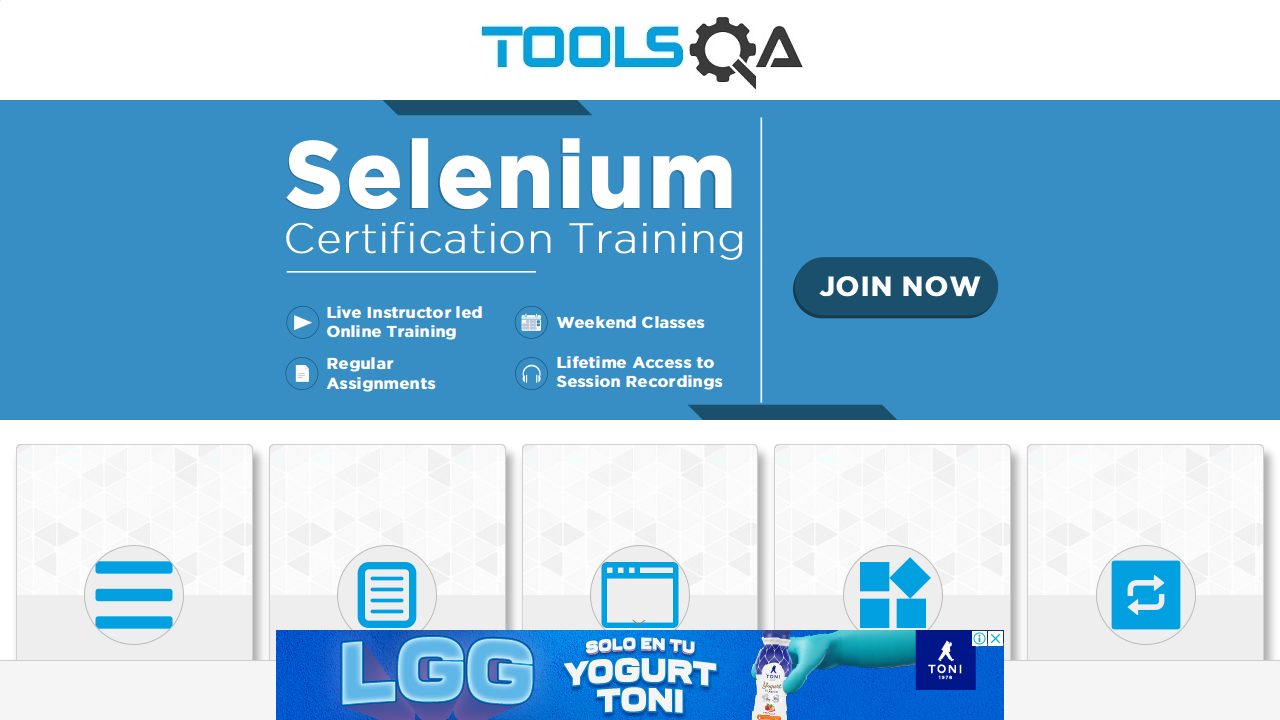 TOOLSQA
Selenium
Certification Training
Live Instructor led
Online Training
Weekend Classes
Regular
Assignments
Lifetime Access to
Session Recordings
JOIN NOW
LGG
SOLO EN TU
YOGURT
TONI
Yogurt
TONI
1978